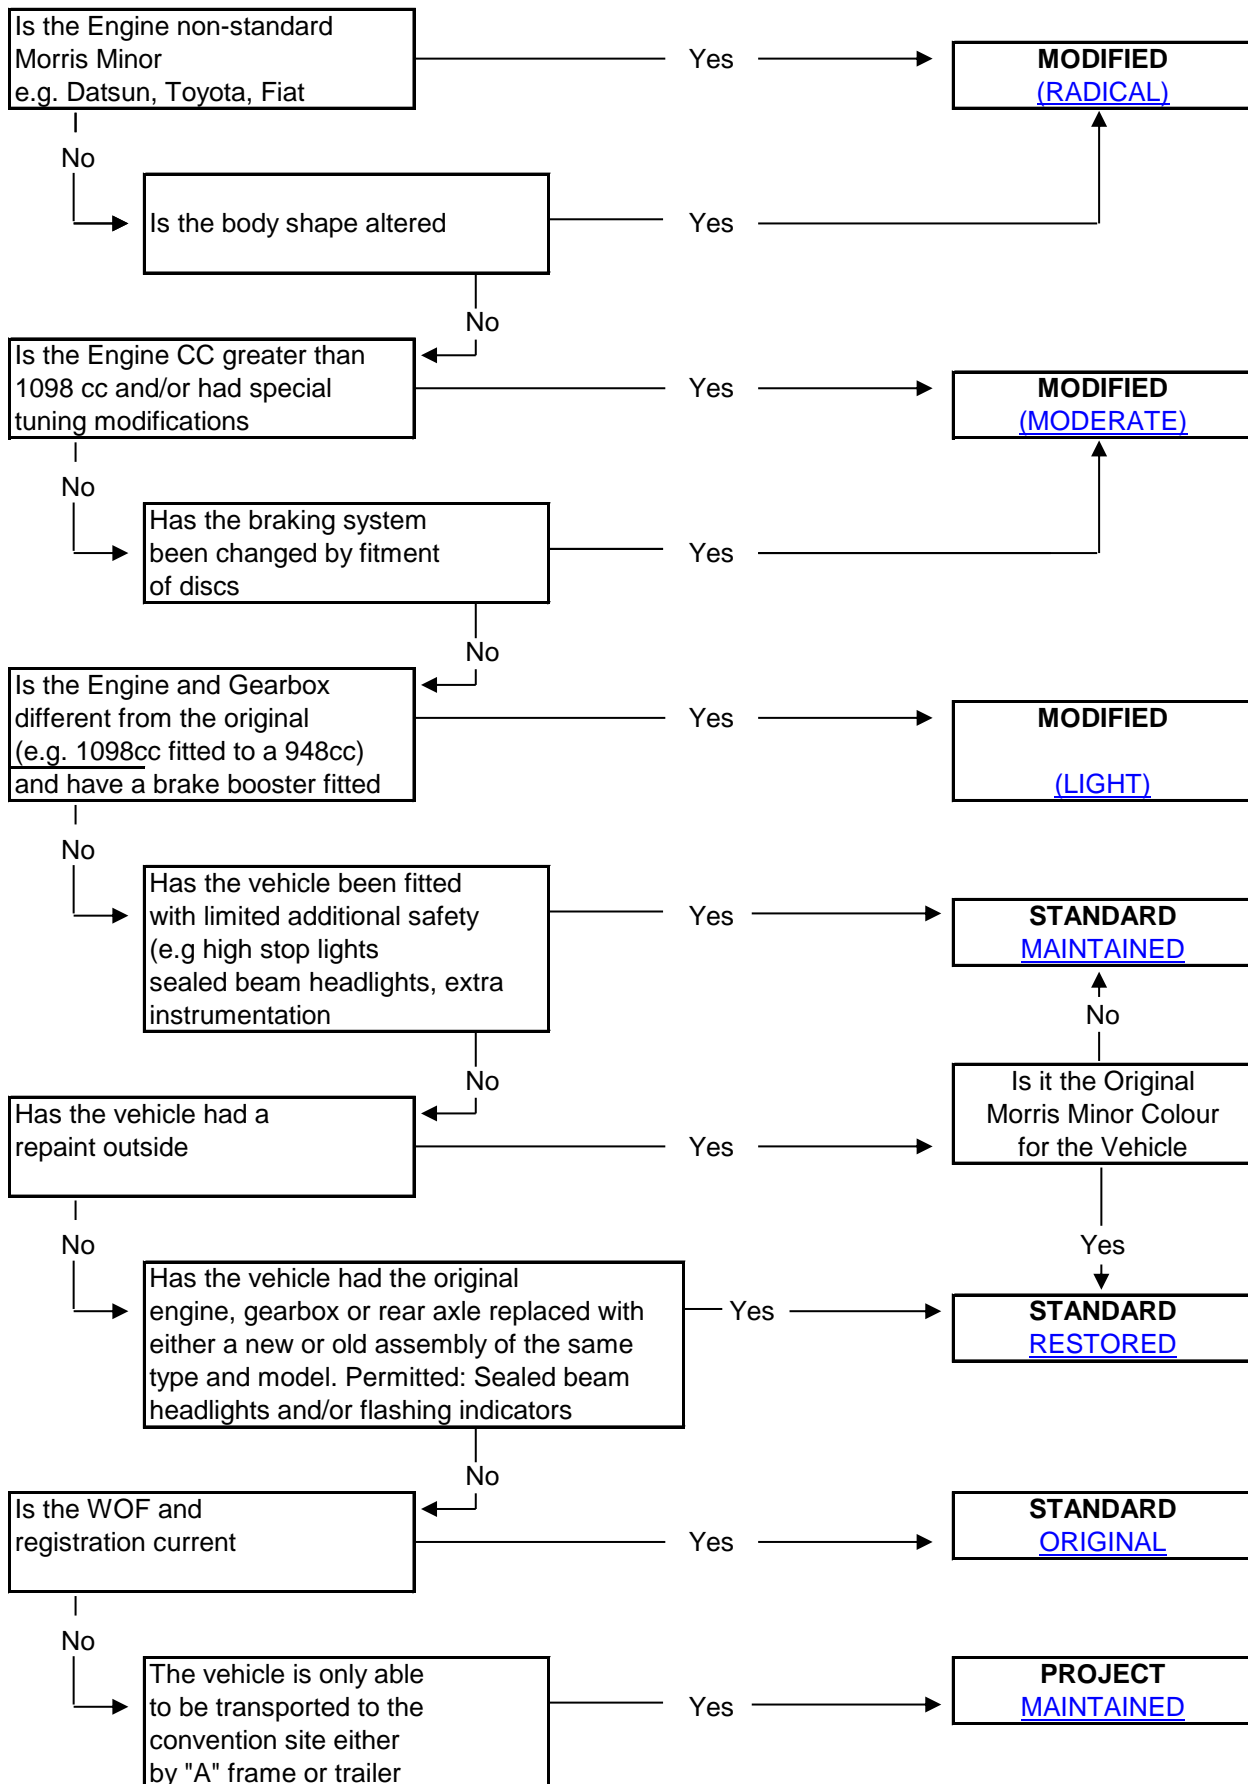 Is the Engine non-standard
Morris Minor
e.g. Datsun, Toyota, Fiat
Yes
MODIFIED
(RADICAL)
No
Is the body shape altered
Yes
No
Is the Engine CC greater than
1098 cc and/or had special
tuning modifications
Yes
MODIFIED
(MODERATE)
No
Has the braking system
been changed by fitment
of discs
Yes
No
Is the Engine and Gearbox
different from the original
(e.g. 1098cc fitted to a 948cc)
and have a brake booster fitted
Yes
MODIFIED
(LIGHT)
No
Has the vehicle been fitted
with limited additional safety
(e.g high stop lights
sealed beam headlights, extra
instrumentation
Yes
STANDARD
MAINTAINED
No
No
Is it the Original
Morris Minor Colour
for the Vehicle
Has the vehicle had a
repaint outside
Yes
No
Yes
Has the vehicle had the original
engine, gearbox or rear axle replaced with
either a new or old assembly of the same
type and model. Permitted: Sealed beam
headlights and/or flashing indicators
Yes
STANDARD
RESTORED
No
Is the WOF and
registration current
Yes
STANDARD
ORIGINAL
No
The vehicle is only able
to be transported to the
convention site either
by "A" frame or trailer
Yes
PROJECT
MAINTAINED